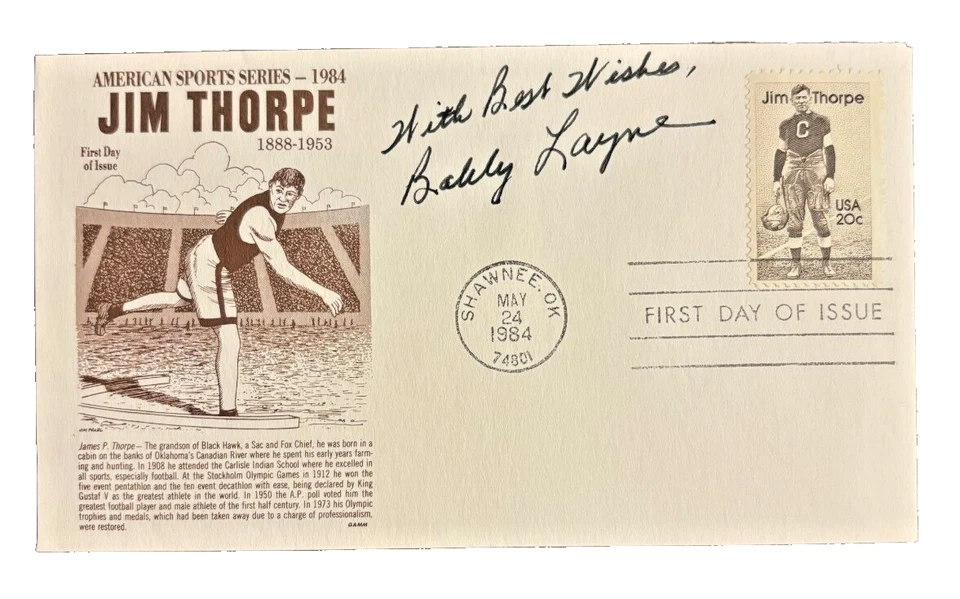 AMERICAN SPORTS SERIES – 1984
JIM THORPE
1888-1953
First Day
of Issue
With Best Wishes,
Bobby Layne
Jim Thorpe
C
USA
20c
SHAWNEE, OK
MAY
24
1984
74801
FIRST DAY OF ISSUE
James P. Thorpe— The grandson of Black Hawk, a Sac and Fox Chief, he was born in a
cabin on the banks of Oklahoma's Canadian River where he spent his early years farm-
ing and hunting. In 1908 he attended the Carlisle Indian School where he excelled in
all sports, especially football. At the Stockholm Olympic Games in 1912 he won the
five event pentathlon and the ten event decathlon with ease, being declared by King
Gustaf V as the greatest athlete in the world. In 1950 the A.P. poll voted him the
greatest football player and male athlete of the first half century. In 1973 his Olympic
trophies and medals, which had been taken away due to a charge of professionalism,
were restored.
GAMM